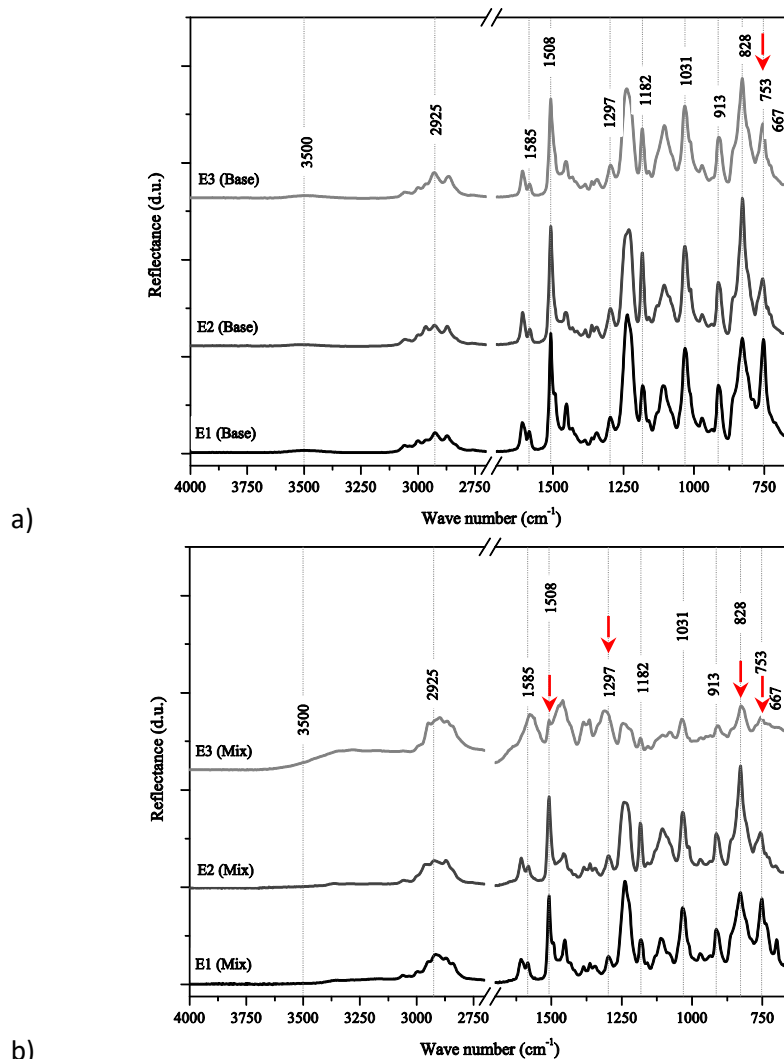 1508
828
1297
1182
1031
913
753
667
2925
1585
3500
E3 (Base)
E2 (Base)
E1 (Base)
Reflectance (d.u.)
4000 3750 3500 3250 3000 2750 1500 1250 1000 750
Wave number (cm⁻¹)
a)
1508
828
1031
753
2925
1585
1297
1182
913
667
3500
E3 (Mix)
E2 (Mix)
E1 (Mix)
Reflectance (d.u.)
4000 3750 3500 3250 3000 2750 1500 1250 1000 750
Wave number (cm⁻¹)
b)